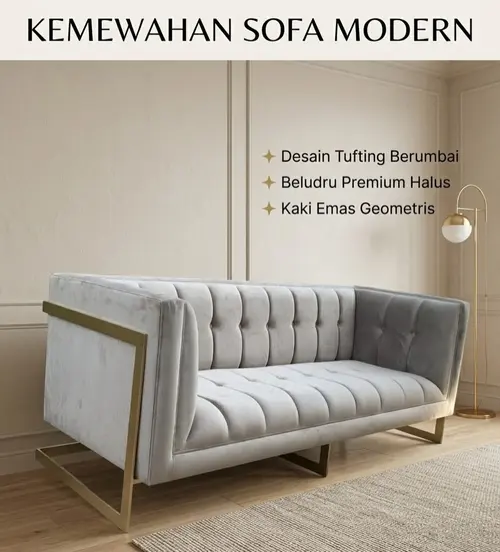 KEMEWAHAN SOFA MODERN
Desain Tufting Berumbai
Beludru Premium Halus
Kaki Emas Geometris